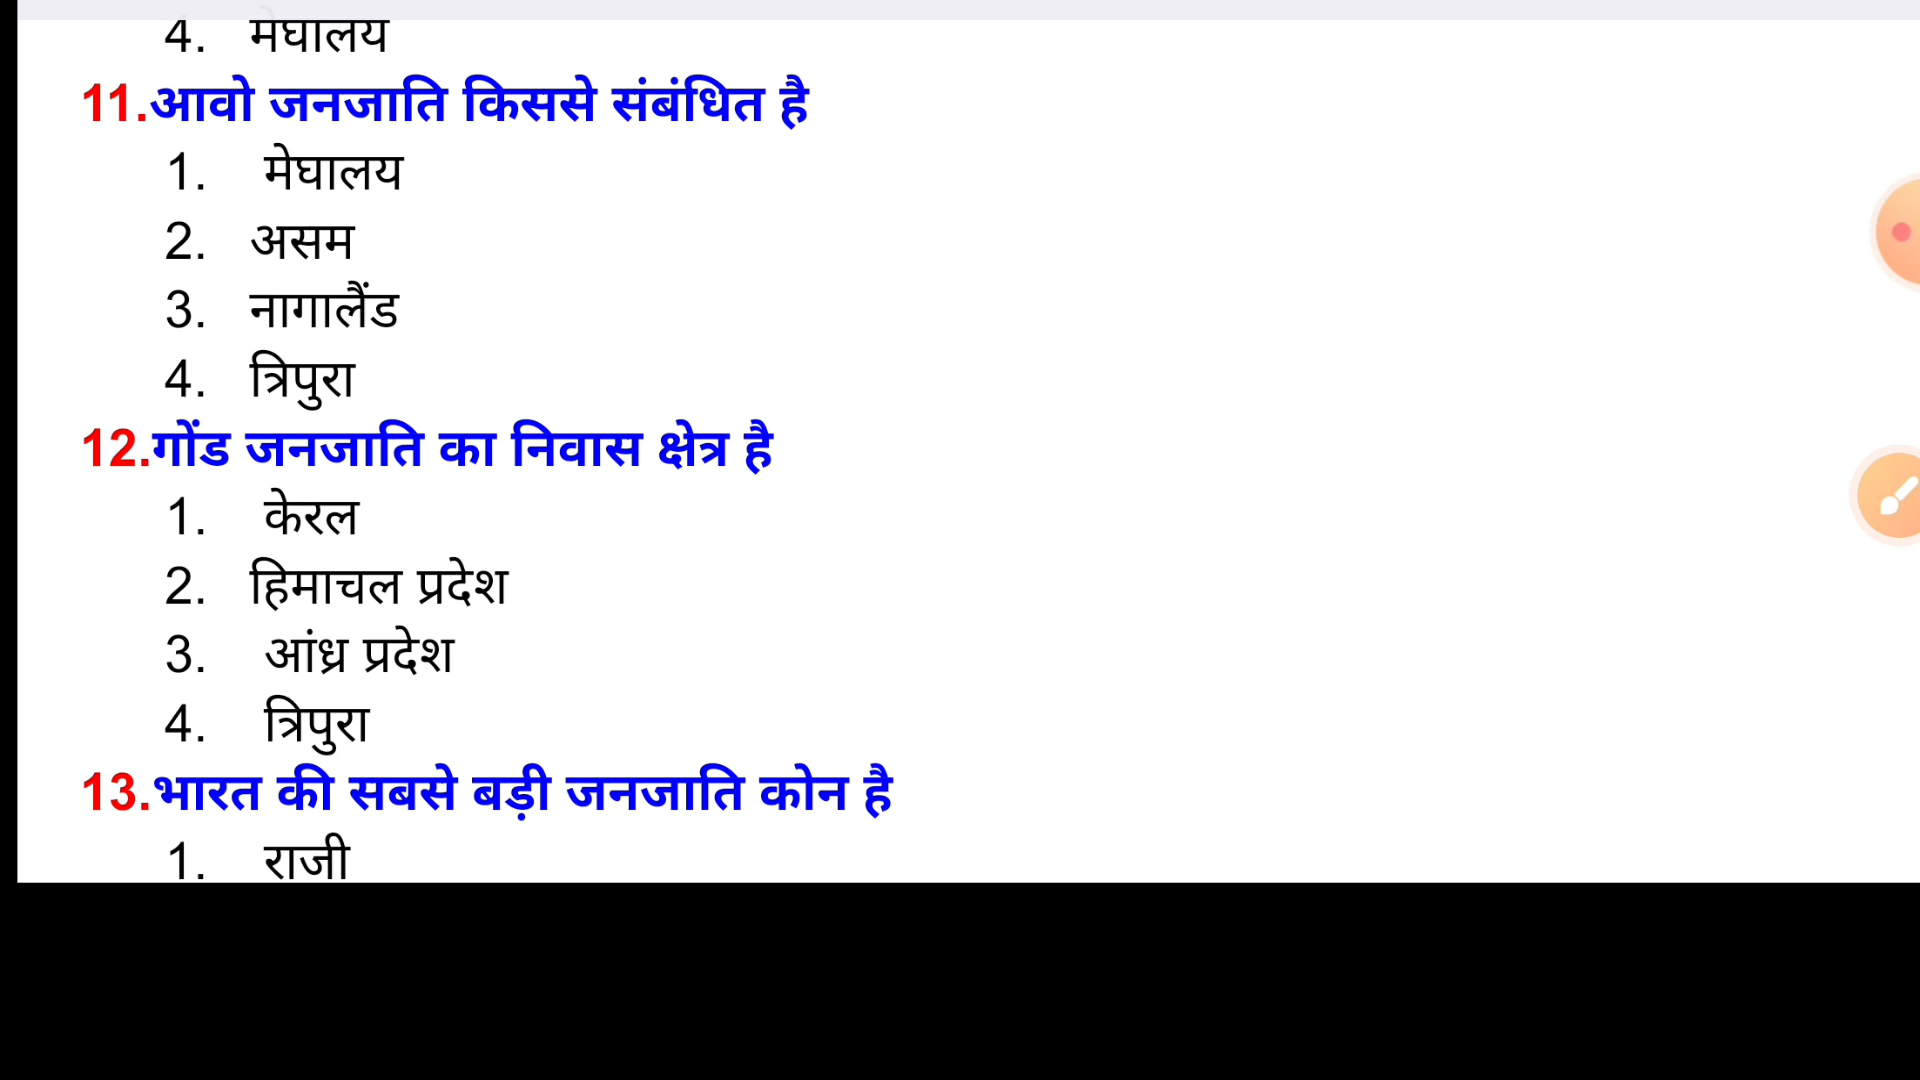 4. मेघालय
11.आवो जनजाति किससे संबंधित है
1. मेघालय
2. असम
3. नागालैंड
4. त्रिपुरा
12.गोंड जनजाति का निवास क्षेत्र है
1. केरल
2. हिमाचल प्रदेश
3. आंध्र प्रदेश
4. त्रिपुरा
13.भारत की सबसे बड़ी जनजाति कोन है
1. राजी